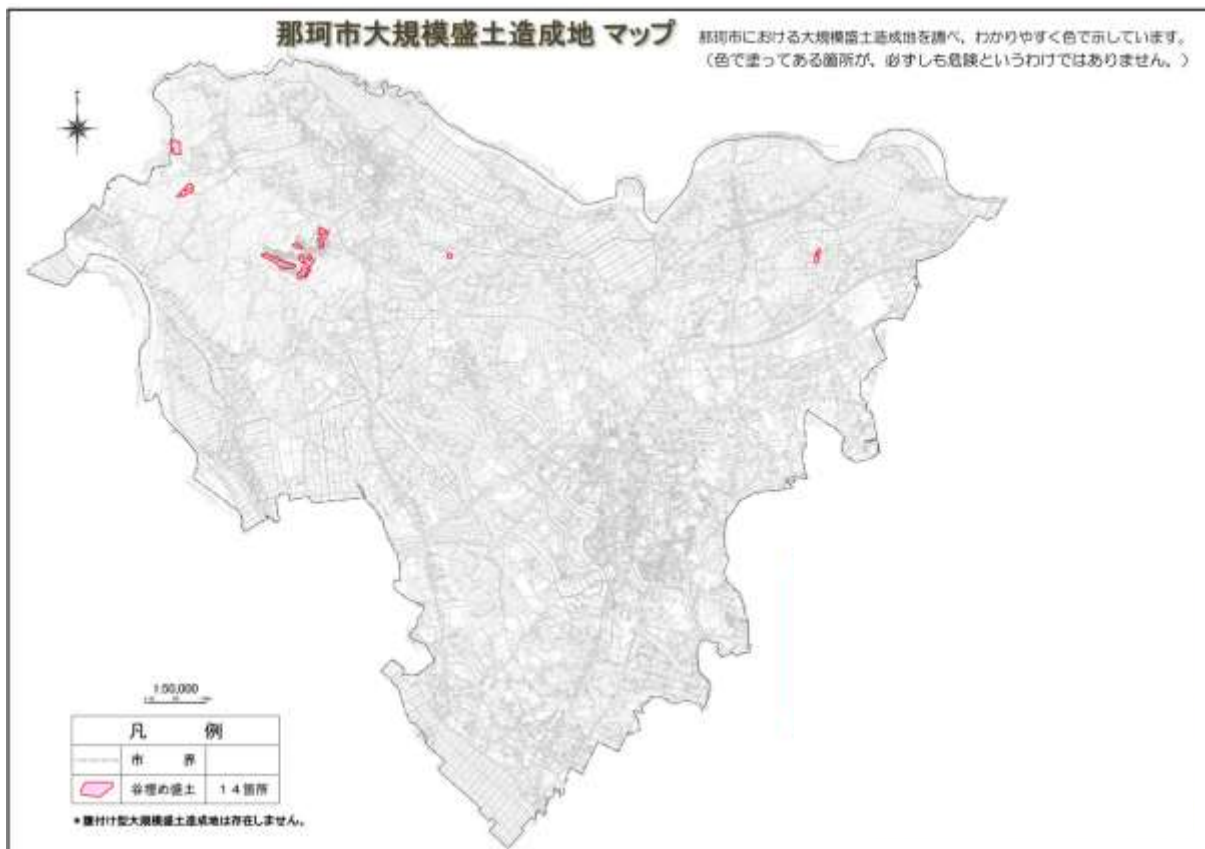 那珂市大規模盛土造成地 マップ
那珂市における大規模盛土造成地を調べ、わかりやすく色で示しています。
（色で塗ってある箇所が、必ずしも危険というわけではありません。）
1:50,000
凡 例
市 界
谷埋め盛土 14箇所
*腹付け型大規模盛土造成地は存在しません。